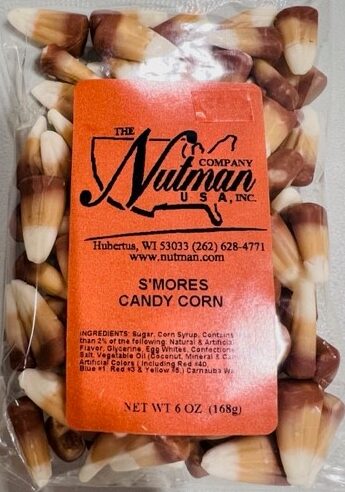 THE
Nutman
COMPANY
USA, INC.
Hubertus, WI 53033 (262) 628-4771
www.nutman.com
S'MORES
CANDY CORN
INGREDIENTS: Sugar, Corn Syrup, Contains
than 2% of the following. Natural & Artificial
Flavor, Glycerine, Egg Whites, Confection
Salt, Vegetable Oil (Coconut, Mineral &
Artificial Colors ( Including Red #40,
Blue #1, Red #3 & Yellow #5,) Carnauba
NET WT 6 OZ (168g)